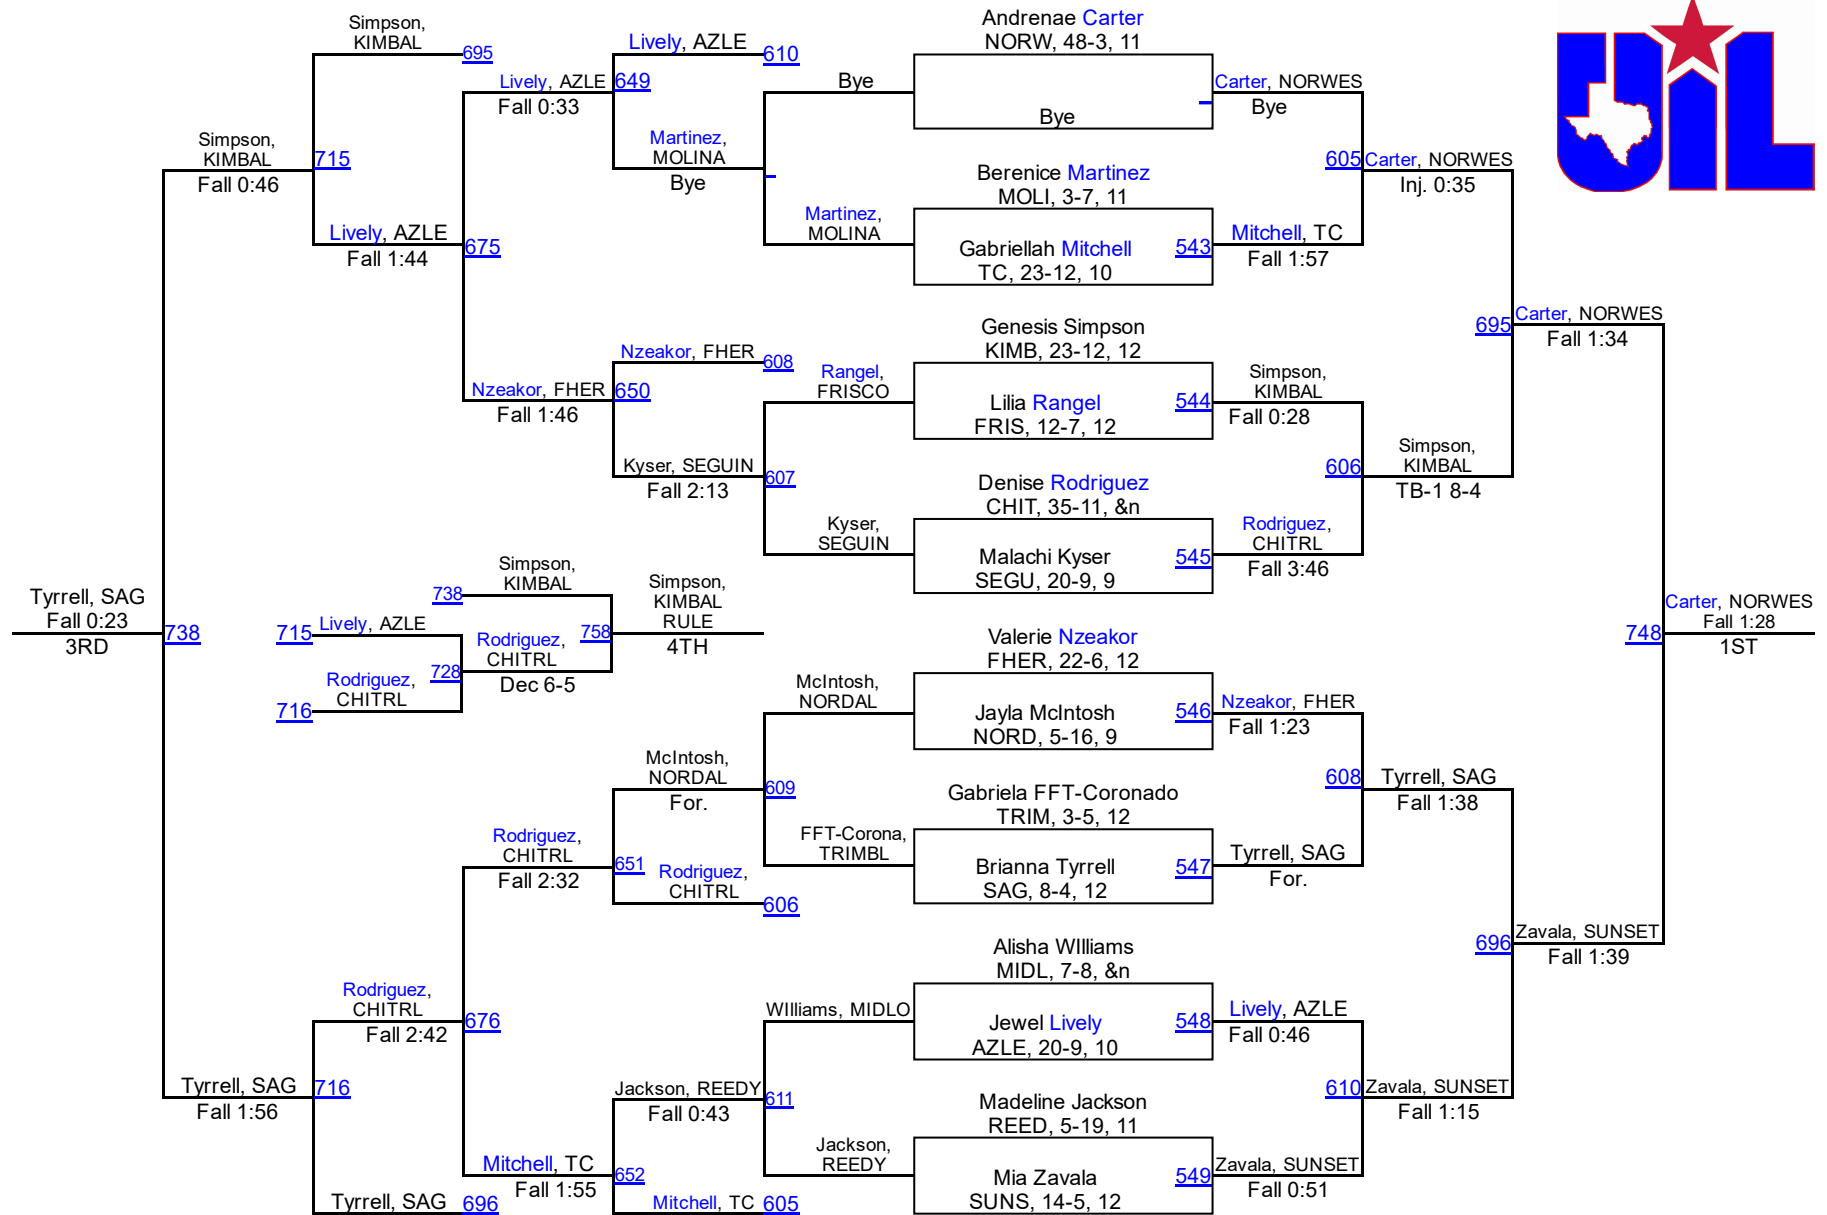 Simpson,
KIMBAL
695
Lively, AZLE
Fall 0:33
649
Lively, AZLE
610
Martinez,
MOLINA
Bye
Bye
Martinez,
MOLINA
Simpson,
KIMBAL
Fall 0:46
715
Lively, AZLE
Fall 1:44
675
Nzeakor, FHER
608
Nzeakor, FHER
Fall 1:46
650
Kyser, SEGUIN
Fall 2:13
607
Rangel,
FRISCO
Kyser,
SEGUIN
Andrenae Carter
NORW, 48-3, 11
Bye
Berenice Martinez
MOLI, 3-7, 11
Gabriellah Mitchell
TC, 23-12, 10
543
Genesis Simpson
KIMB, 23-12, 12
Lilia Rangel
FRIS, 12-7, 12
544
Denise Rodriguez
CHIT, 35-11, &n
Malachi Kyser
SEGU, 20-9, 9
545
Carter, NORWES
Bye
605
Mitchell, TC
Fall 1:57
Carter, NORWES
Inj. 0:35
Simpson,
KIMBAL
Fall 0:28
606
Rodriguez,
CHITRL
Fall 3:46
Simpson,
KIMBAL
TB-1 8-4
695
Carter, NORWES
Fall 1:34
UIL
Tyrrell, SAG
Fall 0:23
3RD
738
738
Simpson,
KIMBAL
715
Lively, AZLE
716
Rodriguez,
CHITRL
728
Rodriguez,
CHITRL
Dec 6-5
758
Simpson,
KIMBAL
RULE
4TH
748
Carter, NORWES
Fall 1:28
1ST
McIntosh,
NORDAL
FFT-Corona,
TRIMBL
609
McIntosh,
NORDAL
For.
Rodriguez,
CHITRL
Fall 2:32
651
Rodriguez,
CHITRL
606
Rodriguez,
CHITRL
Fall 2:42
676
Tyrrell, SAG
Fall 1:56
716
Tyrrell, SAG
696
Mitchell, TC
Fall 1:55
652
Mitchell, TC
605
Jackson, REEDY
Fall 0:43
611
WIlliams, MIDLO
Jackson,
REEDY
Valerie Nzeakor
FHER, 22-6, 12
Jayla McIntosh
NORD, 5-16, 9
546
Gabriela FFT-Coronado
TRIM, 3-5, 12
Brianna Tyrrell
SAG, 8-4, 12
547
Alisha WIlliams
MIDL, 7-8, &n
Jewel Lively
AZLE, 20-9, 10
548
Madeline Jackson
REED, 5-19, 11
Mia Zavala
SUNS, 14-5, 12
549
Nzeakor, FHER
Fall 1:23
608
Tyrrell, SAG
For.
Tyrrell, SAG
Fall 1:38
Lively, AZLE
Fall 0:46
610
Zavala, SUNSET
Fall 0:51
Zavala, SUNSET
Fall 1:15
696
Zavala, SUNSET
Fall 1:39